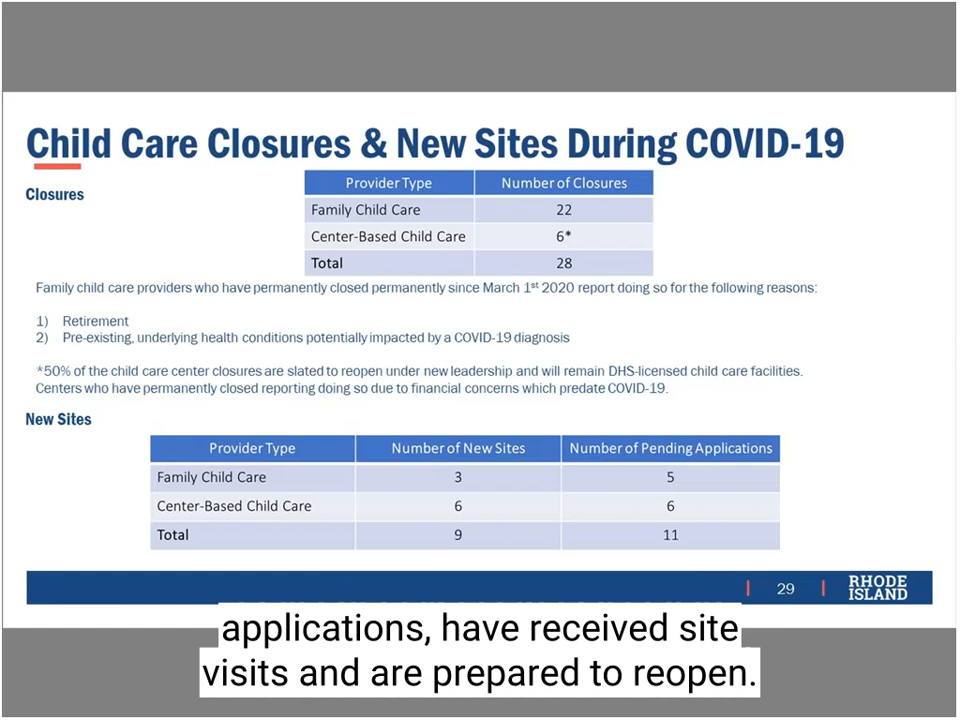 Child Care Closures & New Sites During COVID-19
Closures
Provider Type Number of Closures
Family Child Care 22
Center-Based Child Care 6*
Total 28
Family child care providers who have permanently closed permanently since March 1st 2020 report doing so for the following reasons:
1) Retirement
2) Pre-existing, underlying health conditions potentially impacted by a COVID-19 diagnosis
*50% of the child care center closures are slated to reopen under new leadership and will remain DHS-licensed child care facilities.
Centers who have permanently closed reporting doing so due to financial concerns which predate COVID-19.
New Sites
Provider Type Number of New Sites Number of Pending Applications
Family Child Care 3 5
Center-Based Child Care 6 6
Total 9 11
29
RHODE
ISLAND
applications, have received site
visits and are prepared to reopen.